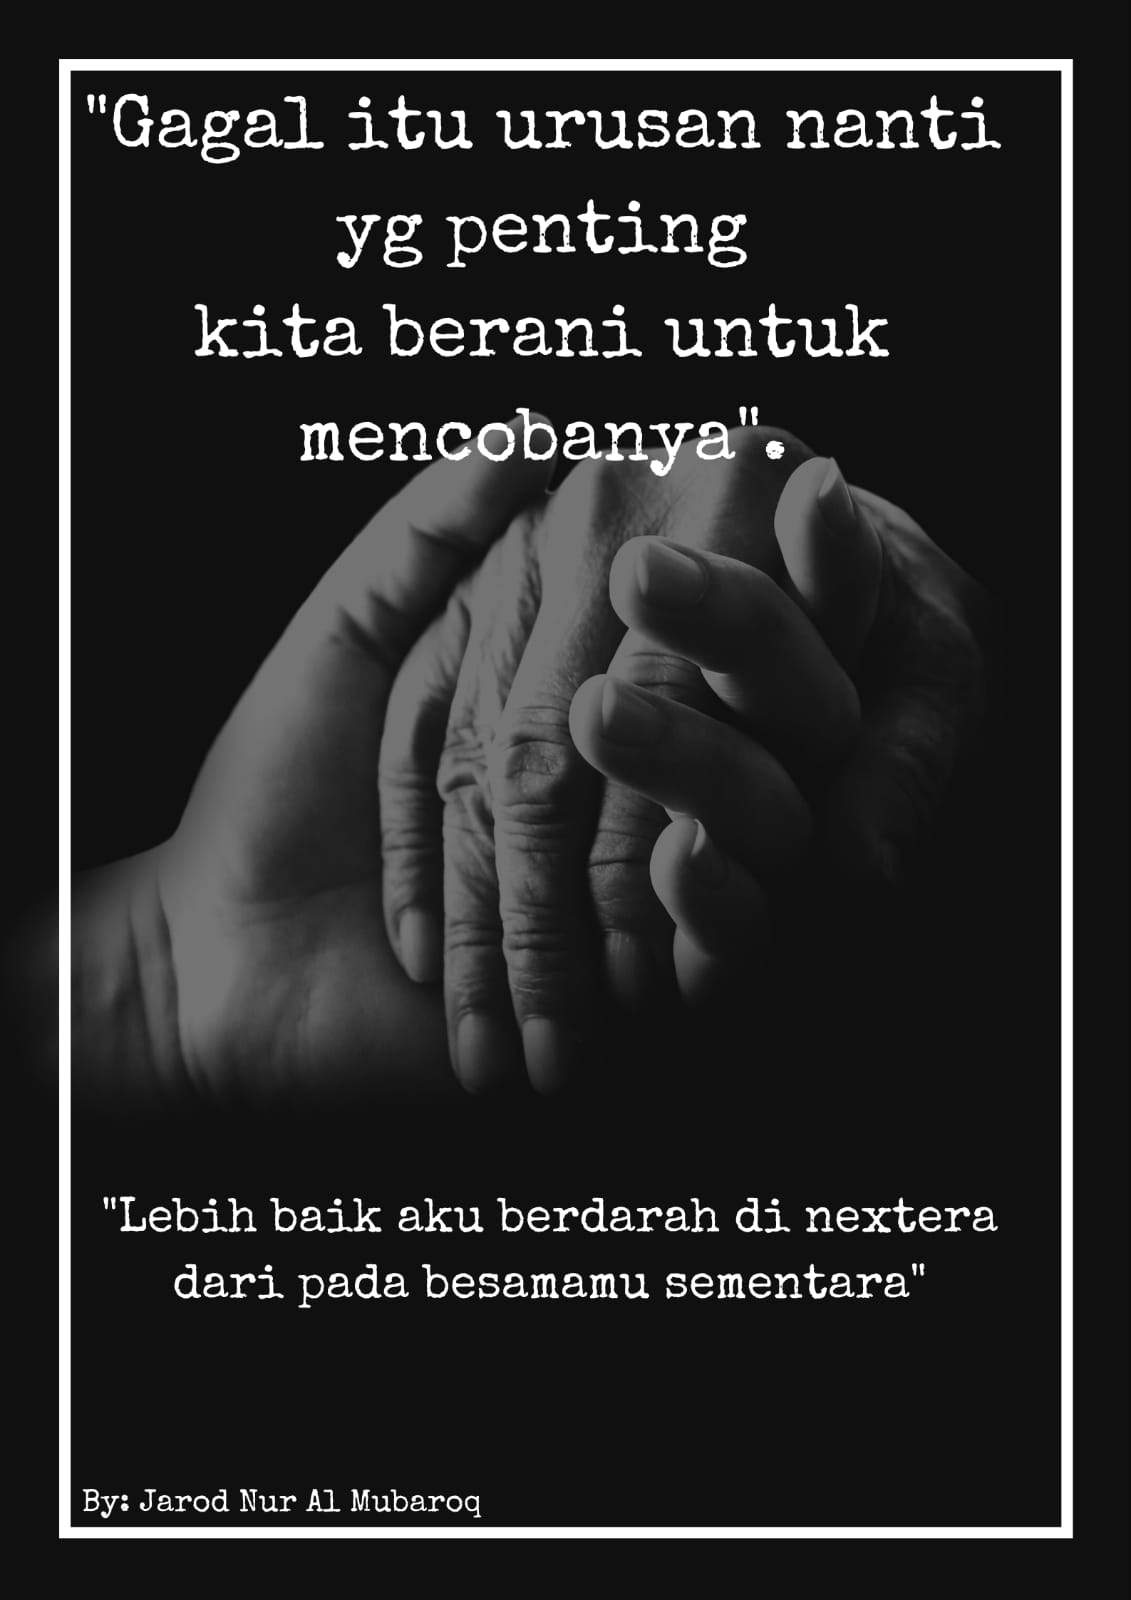 "Gagal itu urusan nanti
yg penting
kita berani untuk
mencobanya".
"Lebih baik aku berdarah di nextera
dari pada besamamu sementara"
By: Jarod Nur Al Mubaroq